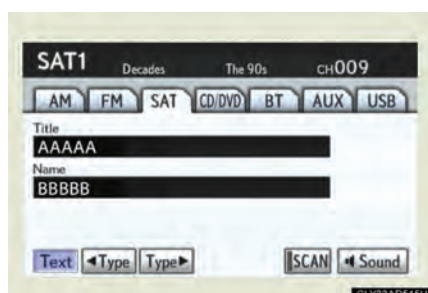 SAT1 Decades The 90s CH009
AM FM SAT CD/DVD BT AUX USB
Title
AAAAA
Name
BBBBB
Text ◄Type Type► SCAN Sound